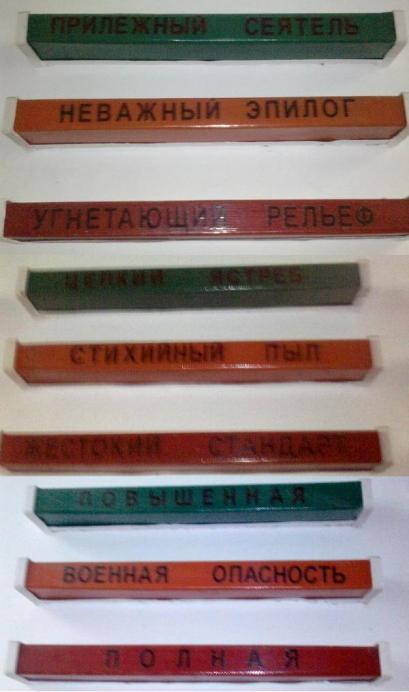 ПРИЛЕЖНЫЙ СЕЯТЕЛЬ
НЕВАЖНЫЙ ЭПИЛОГ
УГНЕТАЮЩИЙ РЕЛЬЕФ
ЦЕПКИЙ ЯСТРЕБ
СТИХИЙНЫЙ ПЫЛ
ЖЕСТОКИЙ СТАНДАРТ
ПОВЫШЕННАЯ
ВОЕННАЯ ОПАСНОСТЬ
ПОЛНАЯ